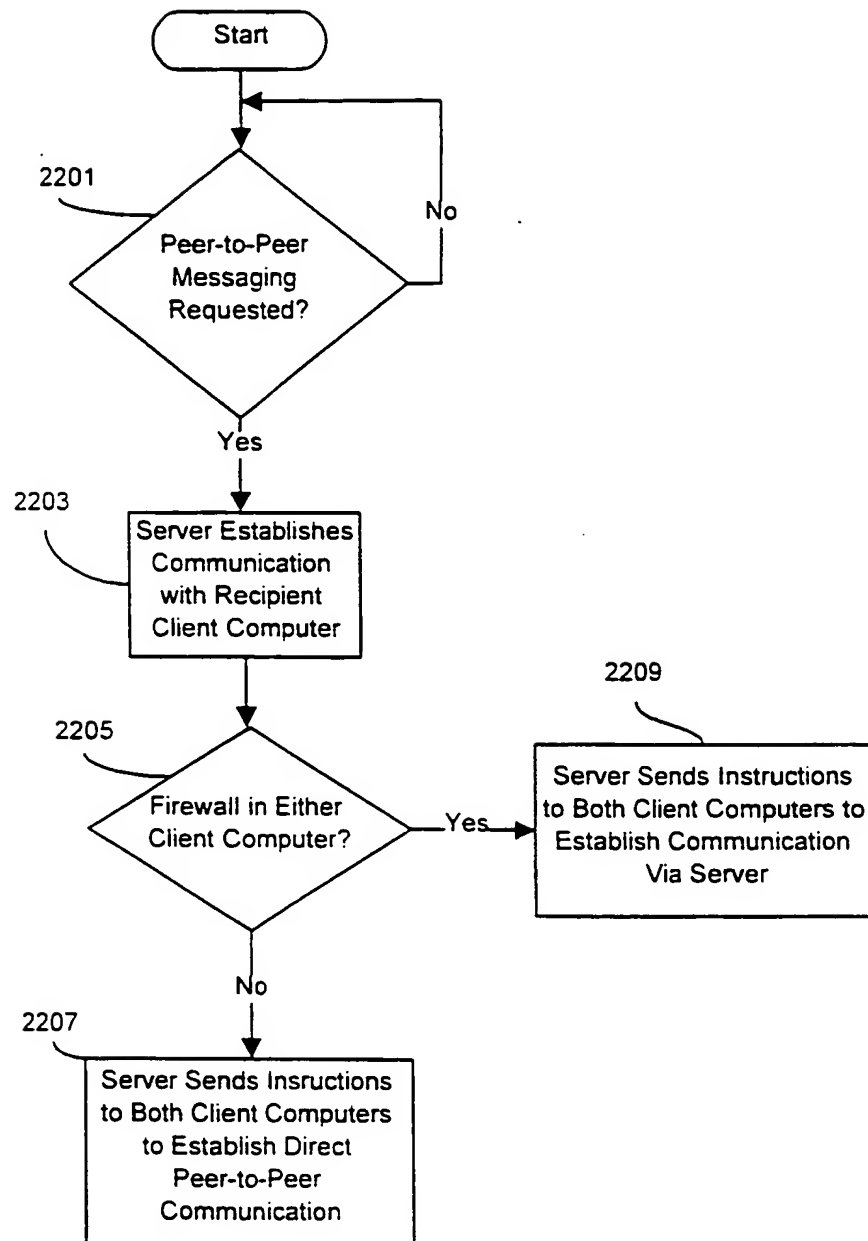 Start
No
2201
Peer-to-Peer
Messaging
Requested?
Yes
2203
Server Establishes
Communication
with Recipient
Client Computer
2209
2205
Firewall in Either
Client Computer?
Yes
Server Sends Instructions
to Both Client Computers to
Establish Communication
Via Server
No
2207
Server Sends Insructions
to Both Client Computers
to Establish Direct
Peer-to-Peer
Communication